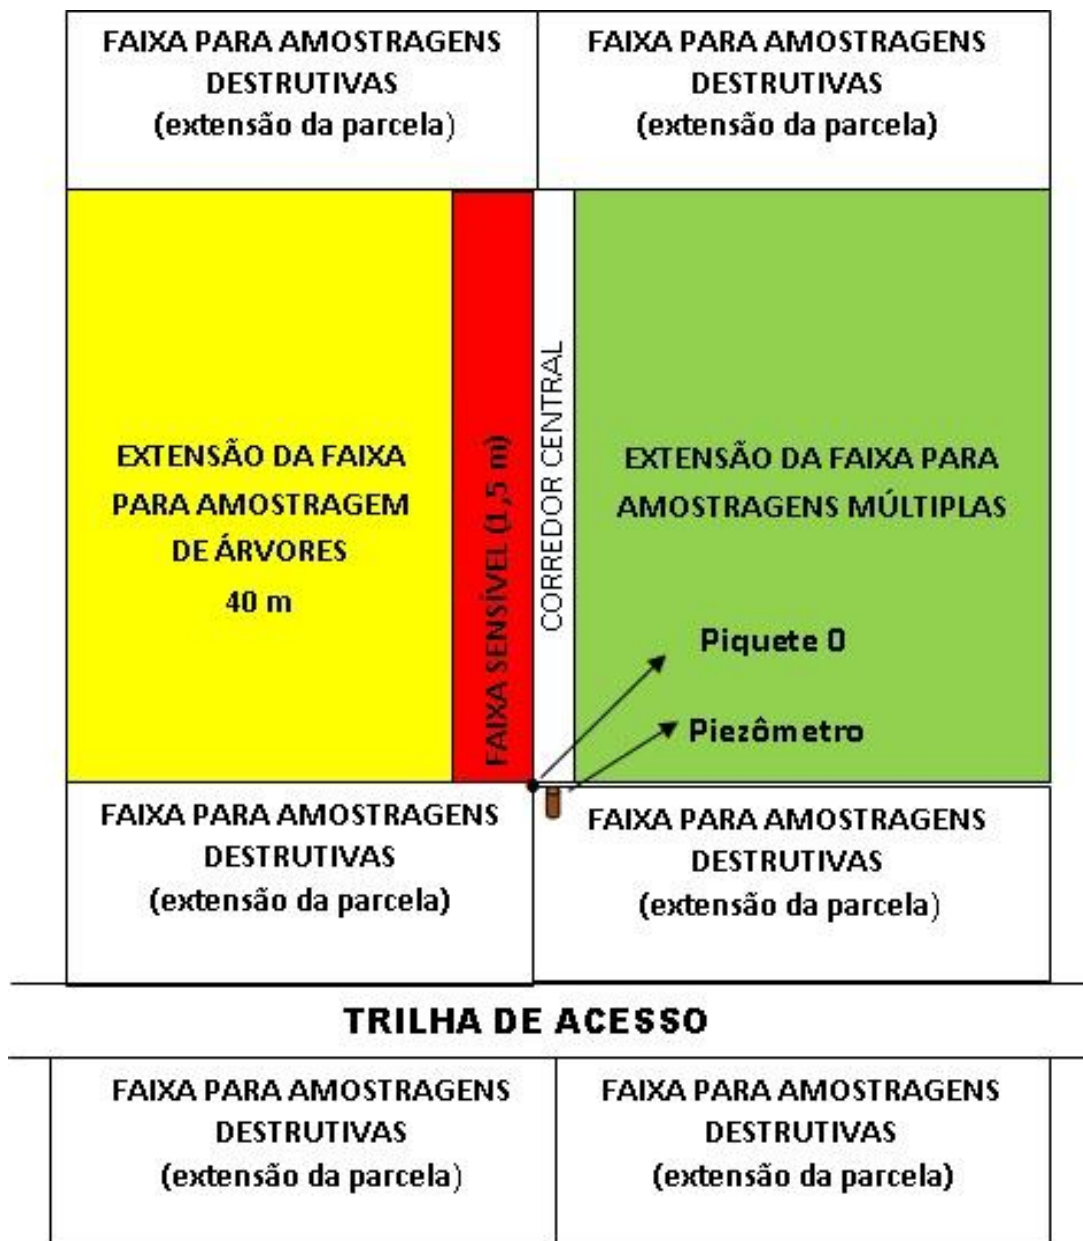 FAIXA PARA AMOSTRAGENS
DESTRUTIVAS
(extensão da parcela)
FAIXA PARA AMOSTRAGENS
DESTRUTIVAS
(extensão da parcela)
EXTENSÃO DA FAIXA
PARA AMOSTRAGEM
DE ÁRVORES
40 m
FAIXA SENSÍVEL (1,5 m)
CORREDOR CENTRAL
EXTENSÃO DA FAIXA PARA
AMOSTRAGENS MÚLTIPLAS
Piquete 0
Piezômetro
FAIXA PARA AMOSTRAGENS
DESTRUTIVAS
(extensão da parcela)
FAIXA PARA AMOSTRAGENS
DESTRUTIVAS
(extensão da parcela)
TRILHA DE ACESSO
FAIXA PARA AMOSTRAGENS
DESTRUTIVAS
(extensão da parcela)
FAIXA PARA AMOSTRAGENS
DESTRUTIVAS
(extensão da parcela)